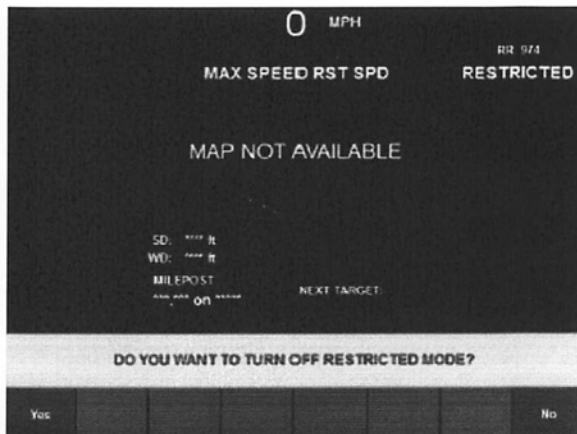 0 MPH
RR 974
MAX SPEED RST SPD RESTRICTED
MAP NOT AVAILABLE
SD: **** ft
WD: **** ft
MILEPOST
***.*** on ***** NEXT TARGET:
DO YOU WANT TO TURN OFF RESTRICTED MODE?
Yes No